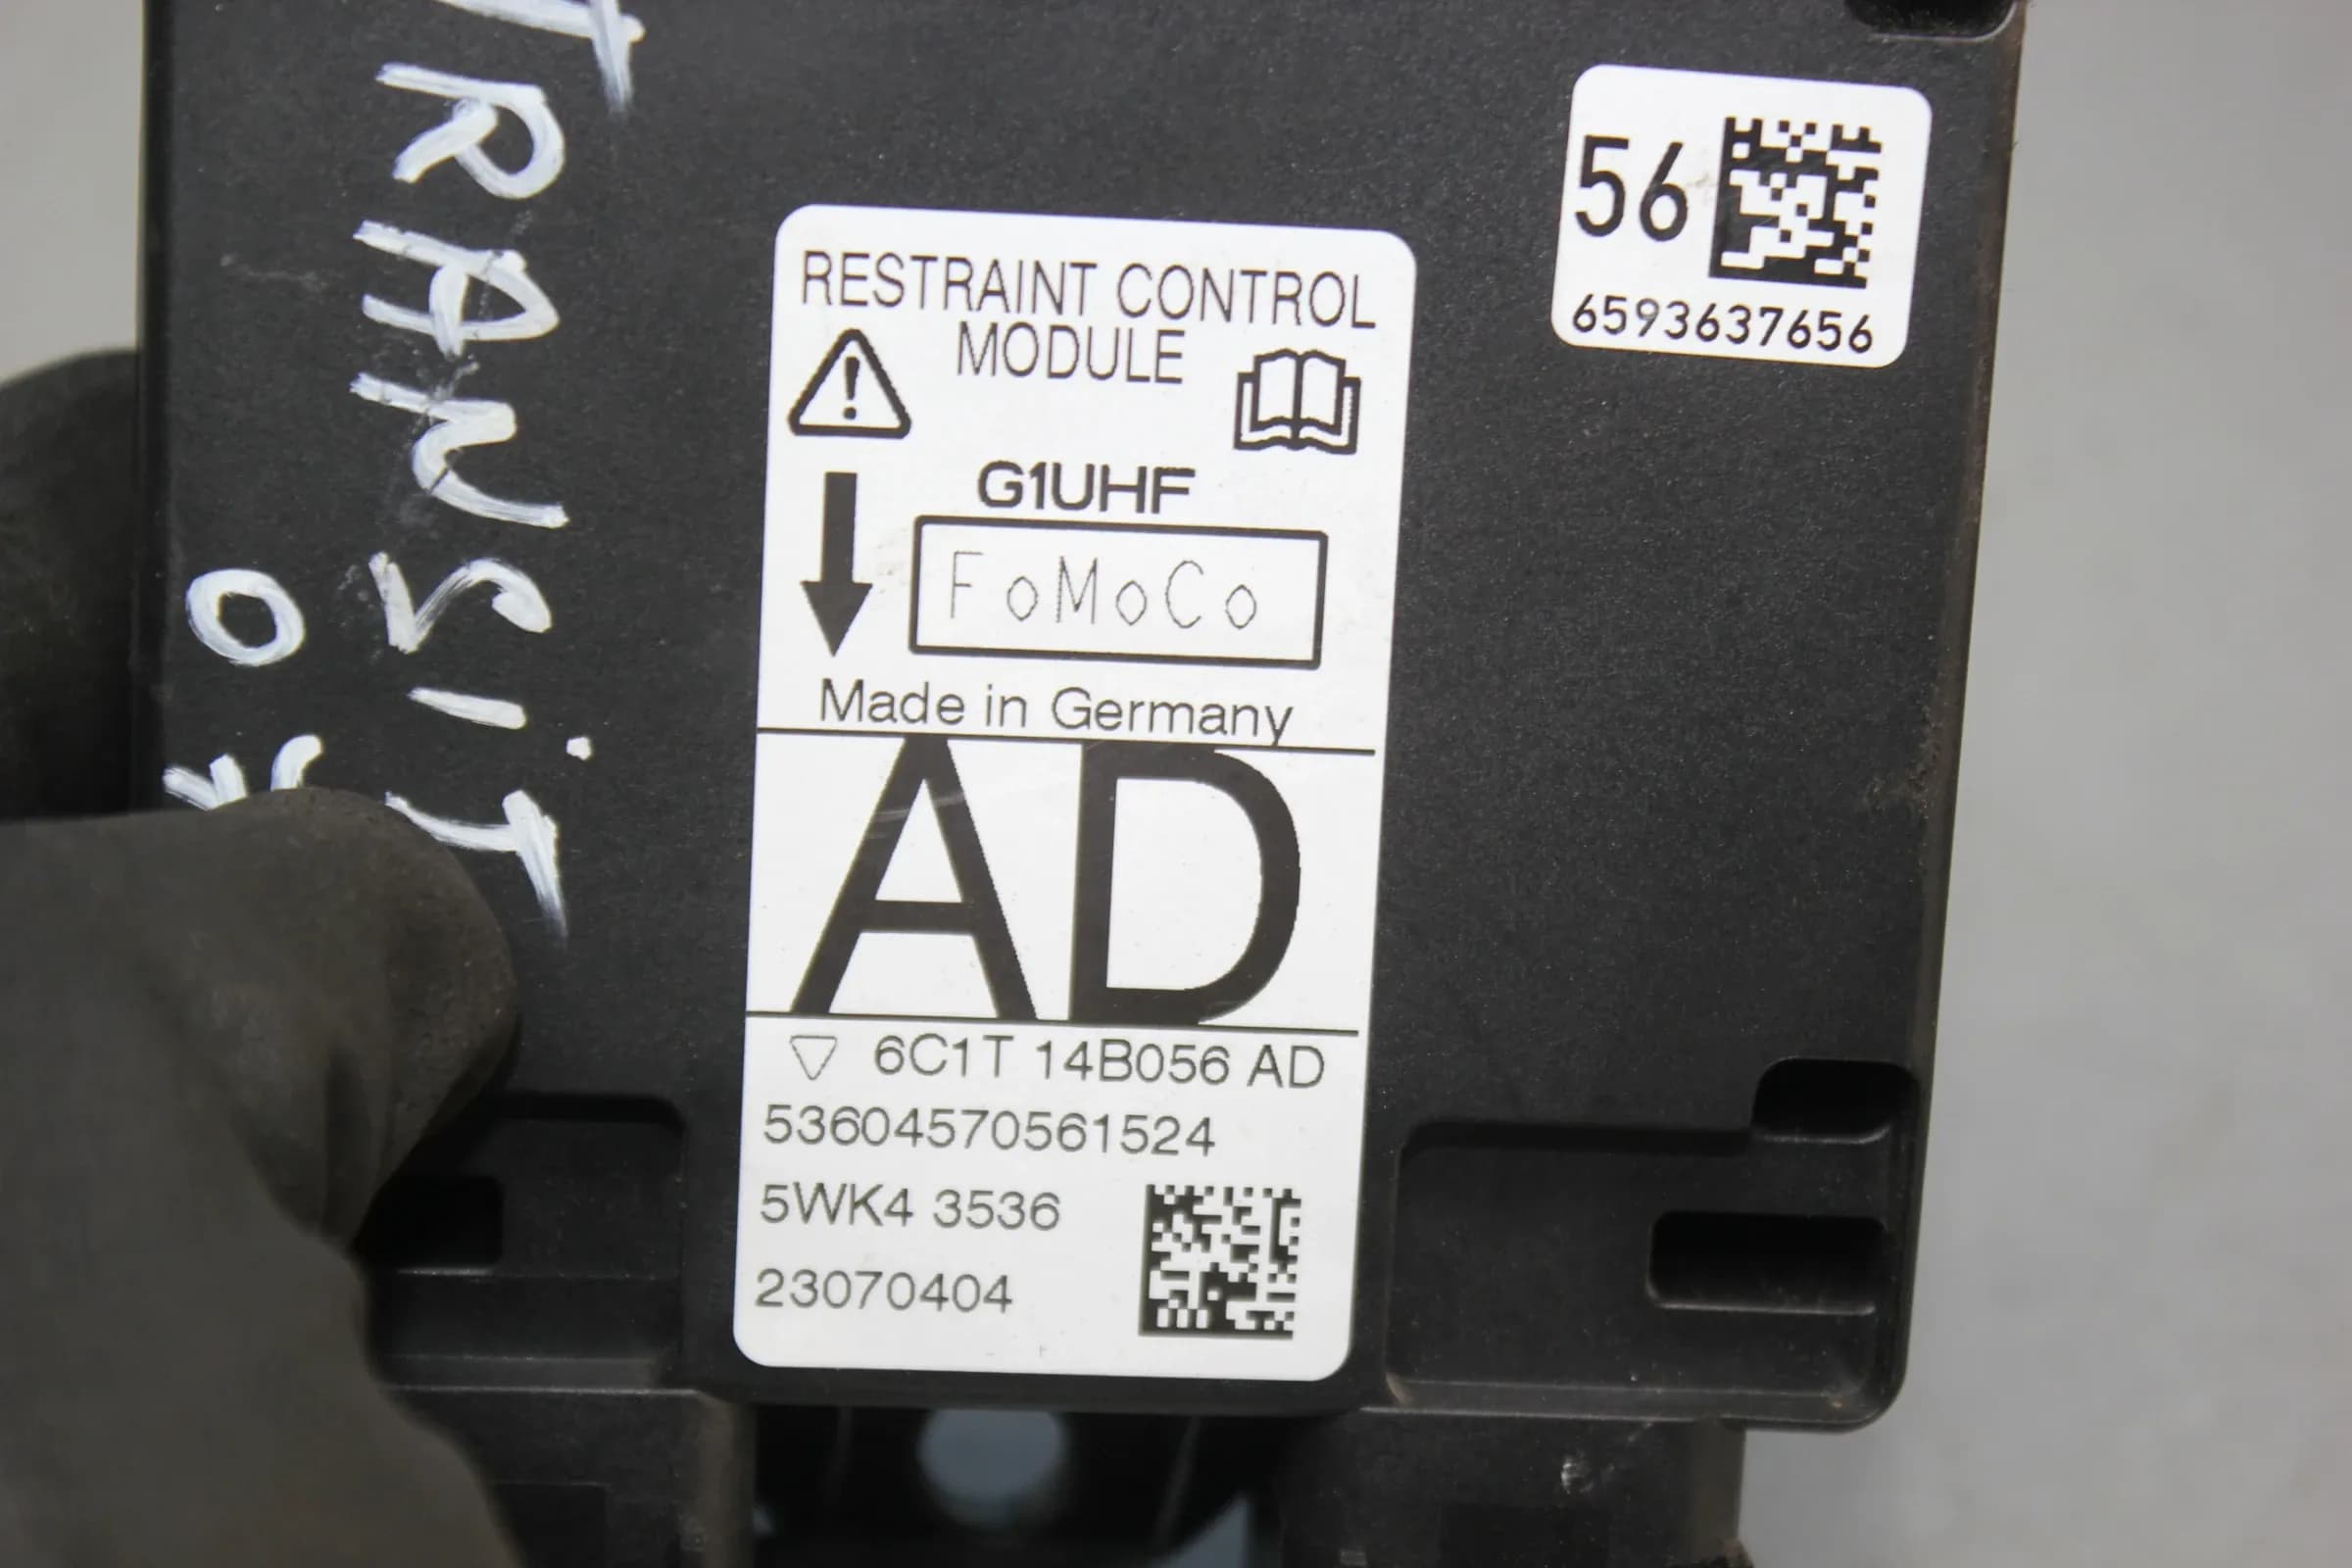 TRANSIT
0
56
6593637656
RESTRAINT CONTROL
MODULE
G1UHF
FoMoCo
Made in Germany
AD
6C1T 14B056 AD
53604570561524
5WK4 3536
23070404